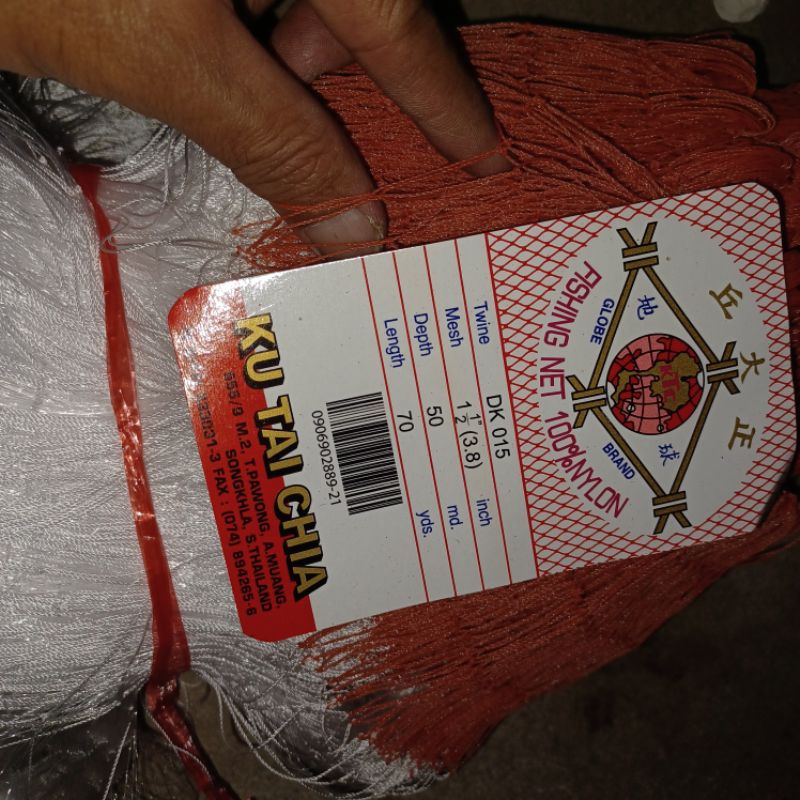 丘大正
地球
GLOBE BRAND
KTC
FISHING NET 100% NYLON
Twine DK 015
Mesh 1 1/2" (3.8) inch
Depth 50 md.
Length 70 yds.
0906902889-21
KU TAI CHIA
555/9 M.2, T.PAWONG, A.MUANG,
SONGKHLA, S.THAILAND
333031-3 FAX : (074) 894265-6